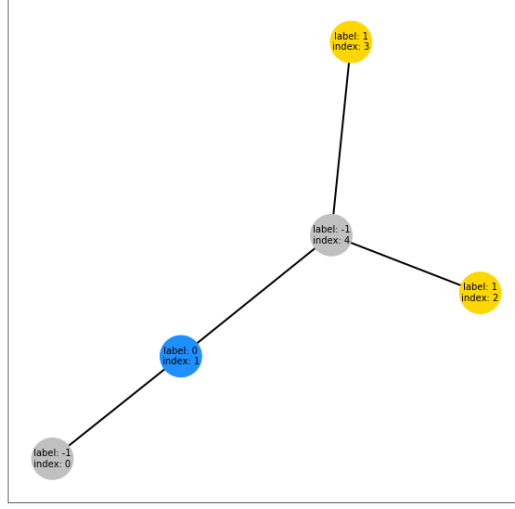 label: 1
index: 3
label: -1
index: 4
label: 1
index: 2
label: 0
index: 1
label: -1
index: 0